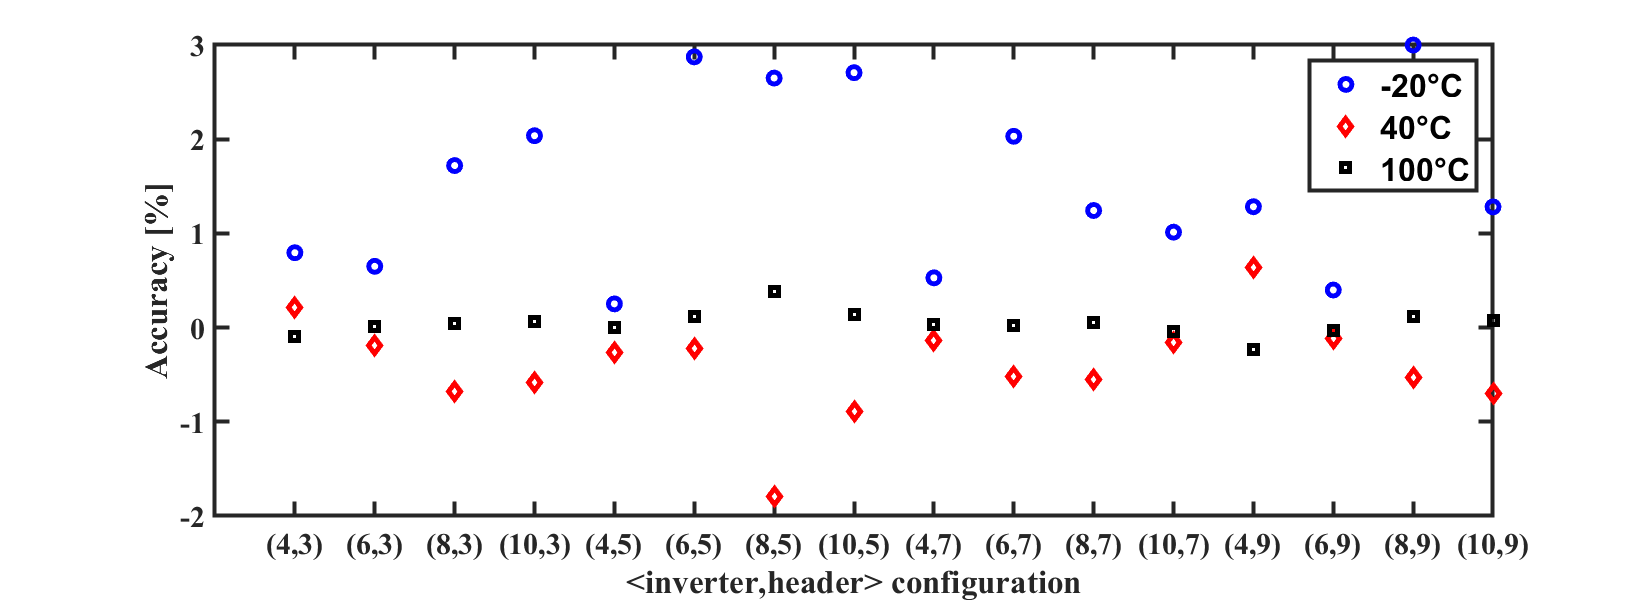 3
2
1
0
-1
-2
Accuracy [%]
-20°C
40°C
100°C
(4,3) (6,3) (8,3) (10,3) (4,5) (6,5) (8,5) (10,5) (4,7) (6,7) (8,7) (10,7) (4,9) (6,9) (8,9) (10,9)
<inverter,header> configuration